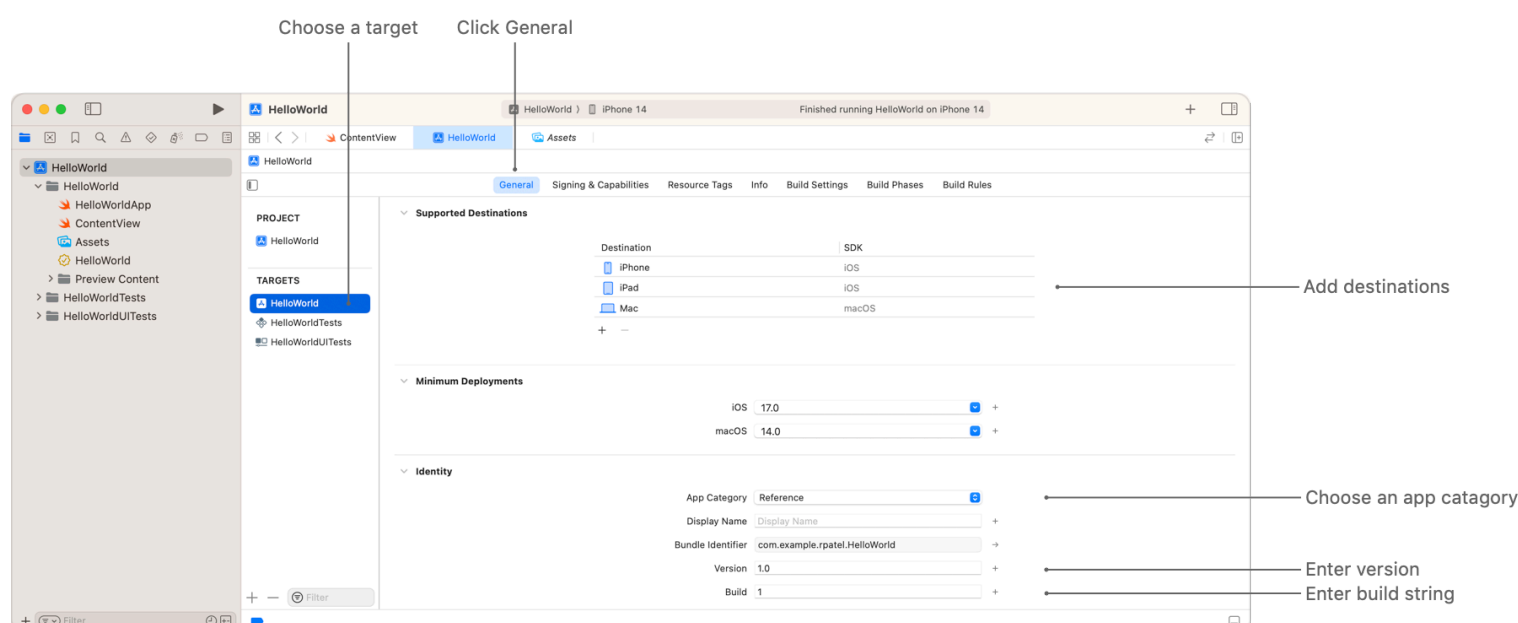 Choose a target Click General
HelloWorld HelloWorld iPhone 14 Finished running HelloWorld on iPhone 14
ContentView HelloWorld Assets
HelloWorld
HelloWorld
HelloWorldApp
ContentView
Assets
HelloWorld
Preview Content
HelloWorldTests
HelloWorldUITests
Filter
HelloWorld
General Signing & Capabilities Resource Tags Info Build Settings Build Phases Build Rules
PROJECT
HelloWorld
TARGETS
HelloWorld
HelloWorldTests
HelloWorldUITests
Filter
Supported Destinations
Destination SDK
iPhone iOS
iPad iOS
Mac macOS
Add destinations
Minimum Deployments
iOS 17.0
macOS 14.0
Identity
App Category Reference
Choose an app catagory
Display Name Display Name
Bundle Identifier com.example.rpatel.HelloWorld
Version 1.0
Enter version
Build 1
Enter build string